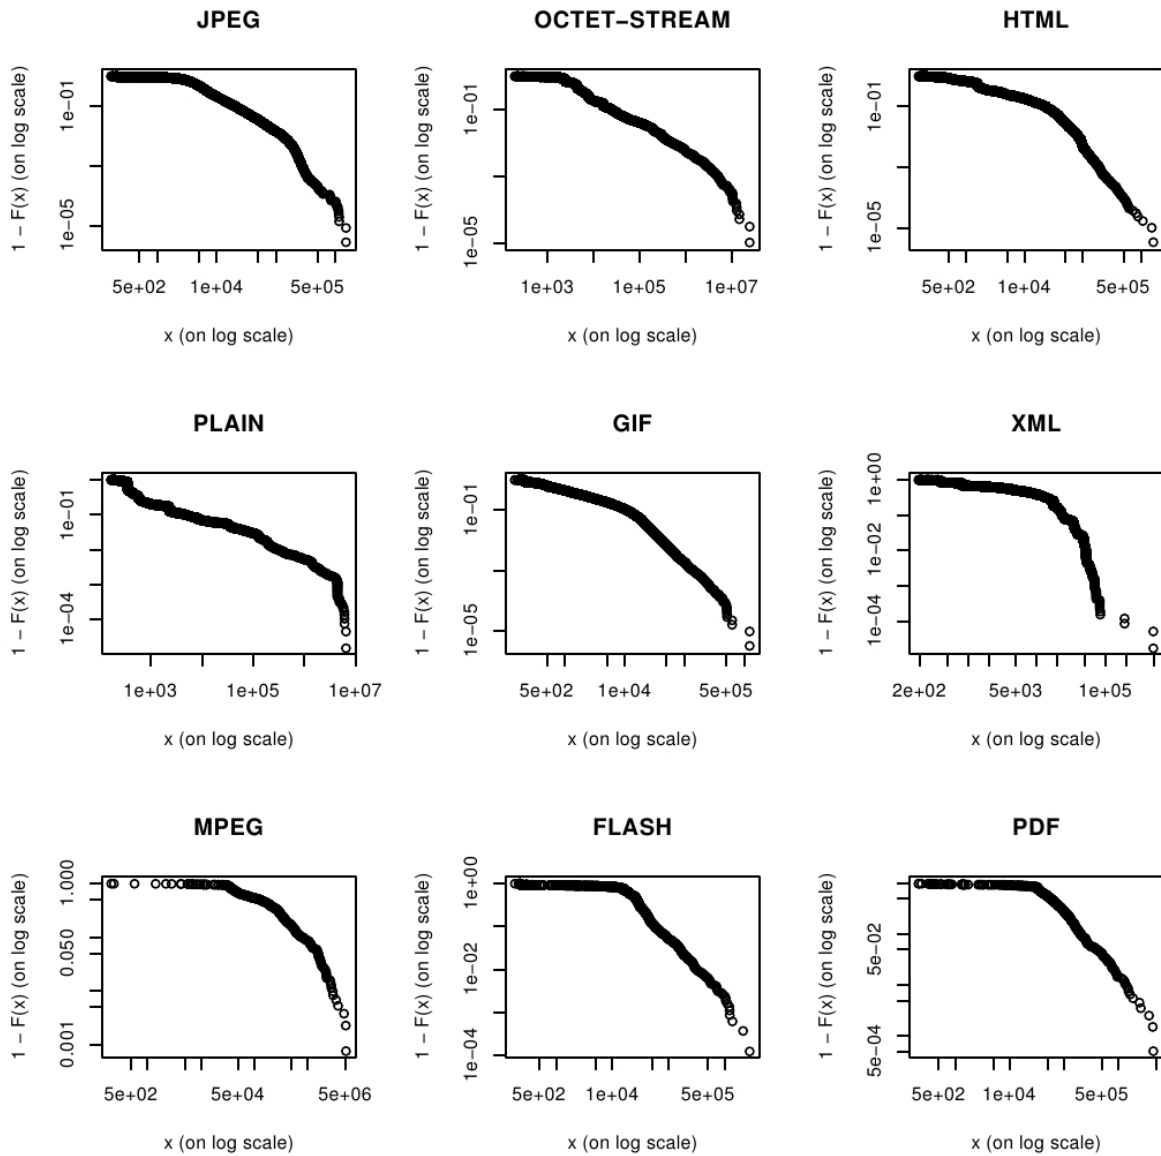 JPEG
1 − F(x) (on log scale)
1e−01
1e−05
5e+02 1e+04 5e+05
x (on log scale)
OCTET−STREAM
1 − F(x) (on log scale)
1e−01
1e−05
1e+03 1e+05 1e+07
x (on log scale)
HTML
1 − F(x) (on log scale)
1e−01
1e−05
5e+02 1e+04 5e+05
x (on log scale)
PLAIN
1 − F(x) (on log scale)
1e−01
1e−04
1e+03 1e+05 1e+07
x (on log scale)
GIF
1 − F(x) (on log scale)
1e−01
1e−05
5e+02 1e+04 5e+05
x (on log scale)
XML
1 − F(x) (on log scale)
1e+00
1e−02
1e−04
2e+02 5e+03 1e+05
x (on log scale)
MPEG
1 − F(x) (on log scale)
1.000
0.050
0.001
5e+02 5e+04 5e+06
x (on log scale)
FLASH
1 − F(x) (on log scale)
1e+00
1e−02
1e−04
5e+02 1e+04 5e+05
x (on log scale)
PDF
1 − F(x) (on log scale)
5e−02
5e−04
5e+02 1e+04 5e+05
x (on log scale)